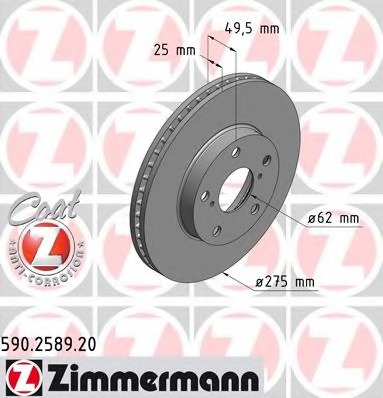 49,5 mm
25 mm
Coat
Z
ANTI-CORROSION
ø62 mm
ø275 mm
590.2589.20
Z Zimmermann